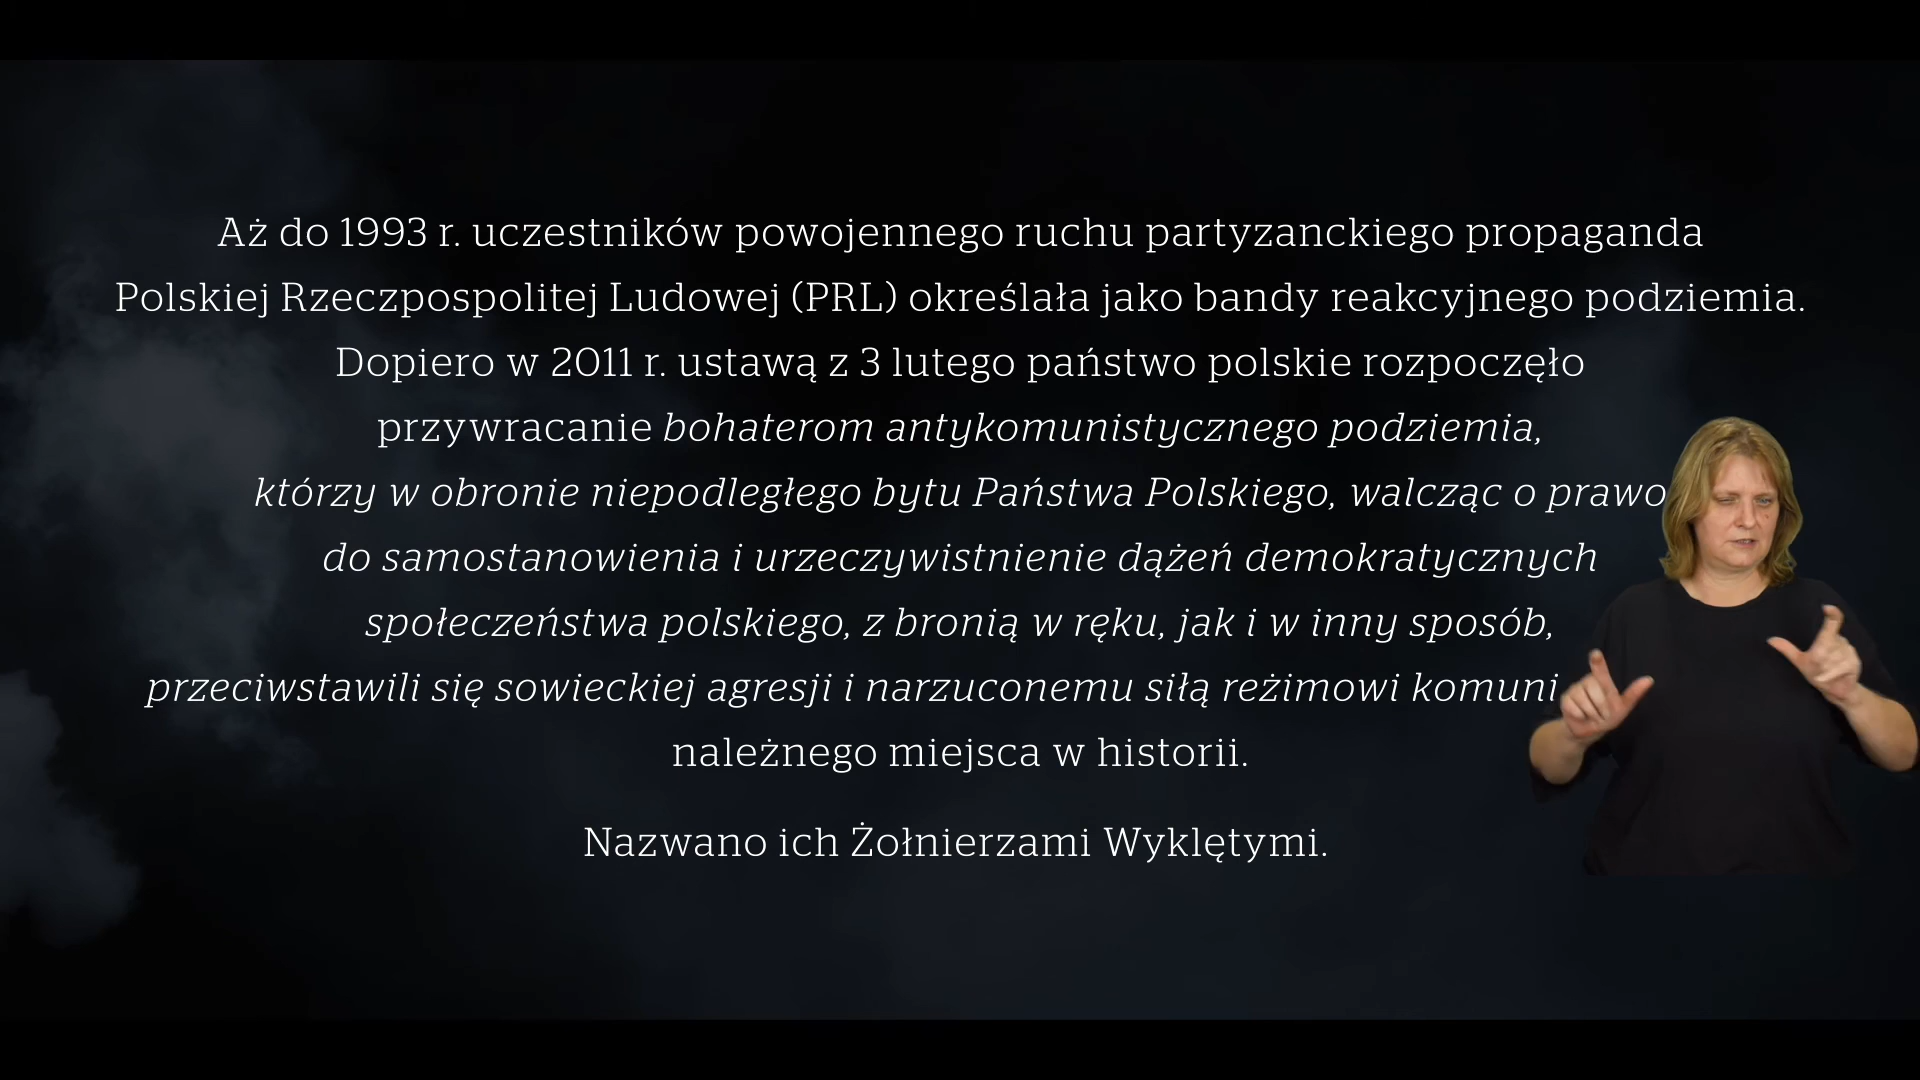 Aż do 1993 r. uczestników powojennego ruchu partyzanckiego propaganda
Polskiej Rzeczpospolitej Ludowej (PRL) określała jako bandy reakcyjnego podziemia.
Dopiero w 2011 r. ustawą z 3 lutego państwo polskie rozpoczęło
przywracanie bohaterom antykomunistycznego podziemia,
którzy w obronie niepodległego bytu Państwa Polskiego, walcząc o prawo
do samostanowienia i urzeczywistnienie dążeń demokratycznych
społeczeństwa polskiego, z bronią w ręku, jak i w inny sposób,
przeciwstawili się sowieckiej agresji i narzuconemu siłą reżimowi
należnego miejsca w historii.
Nazwano ich Żołnierzami Wyklętymi.